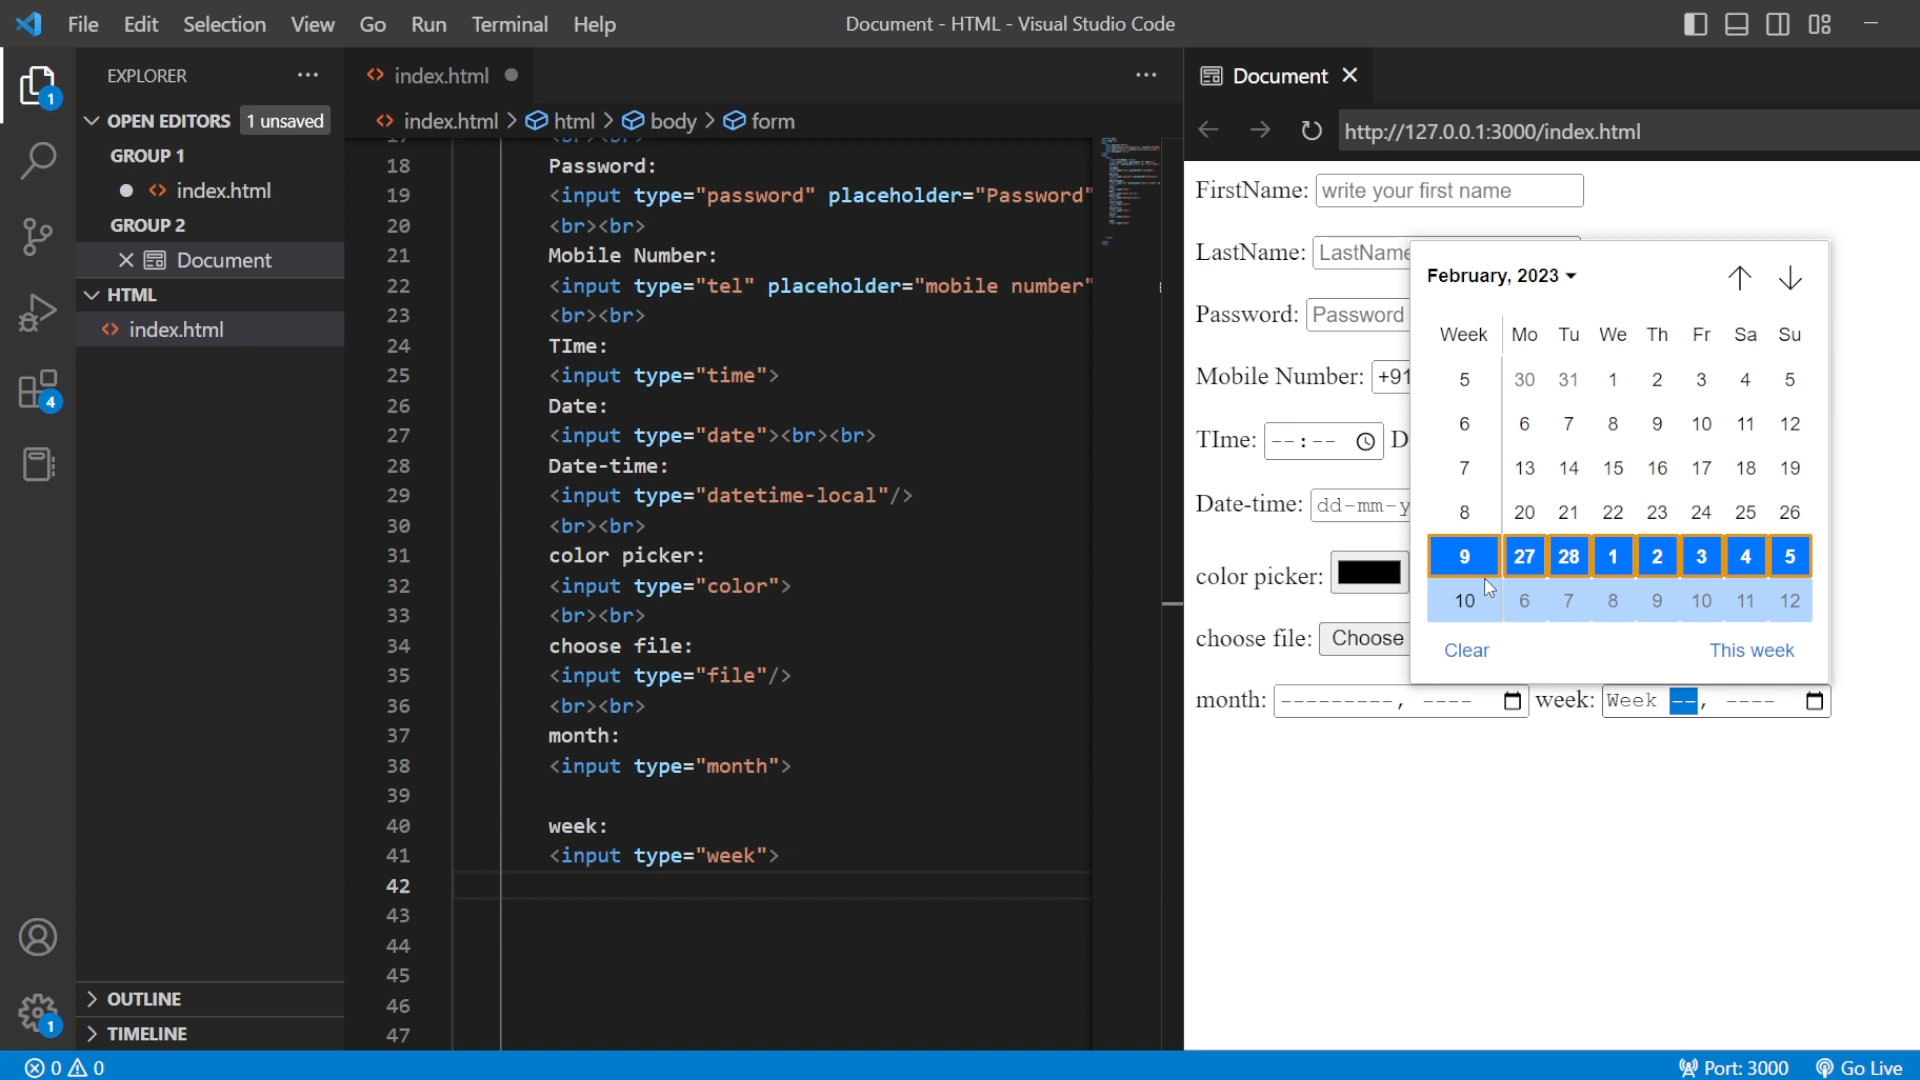 File Edit Selection View Go Run Terminal Help
Document - HTML - Visual Studio Code
EXPLORER
OPEN EDITORS 1 unsaved
GROUP 1
index.html
GROUP 2
Document
HTML
index.html
OUTLINE
TIMELINE
1
4
1
index.html
index.html > html > body > form
18 Password:
19 <input type="password" placeholder="Password"
20 <br><br>
21 Mobile Number:
22 <input type="tel" placeholder="mobile number"
23 <br><br>
24 TIme:
25 <input type="time">
26 Date:
27 <input type="date"><br><br>
28 Date-time:
29 <input type="datetime-local"/>
30 <br><br>
31 color picker:
32 <input type="color">
33 <br><br>
34 choose file:
35 <input type="file"/>
36 <br><br>
37 month:
38 <input type="month">
39
40 week:
41 <input type="week">
42
43
44
45
46
47
Document
http://127.0.0.1:3000/index.html
FirstName: write your first name
LastName: LastName
Password: Password
Mobile Number: +91
TIme: --:-- D
Date-time: dd-mm-y
color picker:
choose file: Choose
month: ---------, ---- week: Week --, ----
February, 2023
Week Mo Tu We Th Fr Sa Su
5 30 31 1 2 3 4 5
6 6 7 8 9 10 11 12
7 13 14 15 16 17 18 19
8 20 21 22 23 24 25 26
9 27 28 1 2 3 4 5
10 6 7 8 9 10 11 12
Clear This week
0 0
Port: 3000 Go Live